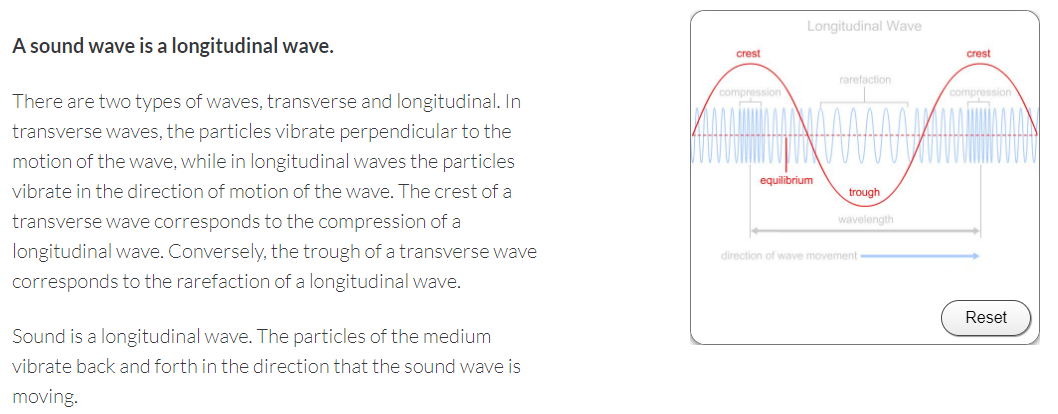 A sound wave is a longitudinal wave.
There are two types of waves, transverse and longitudinal. In
transverse waves, the particles vibrate perpendicular to the
motion of the wave, while in longitudinal waves the particles
vibrate in the direction of motion of the wave. The crest of a
transverse wave corresponds to the compression of a
longitudinal wave. Conversely, the trough of a transverse wave
corresponds to the rarefaction of a longitudinal wave.
Sound is a longitudinal wave. The particles of the medium
vibrate back and forth in the direction that the sound wave is
moving.
Longitudinal Wave
crest
crest
rarefaction
compression
compression
equilibrium
trough
wavelength
direction of wave movement
Reset